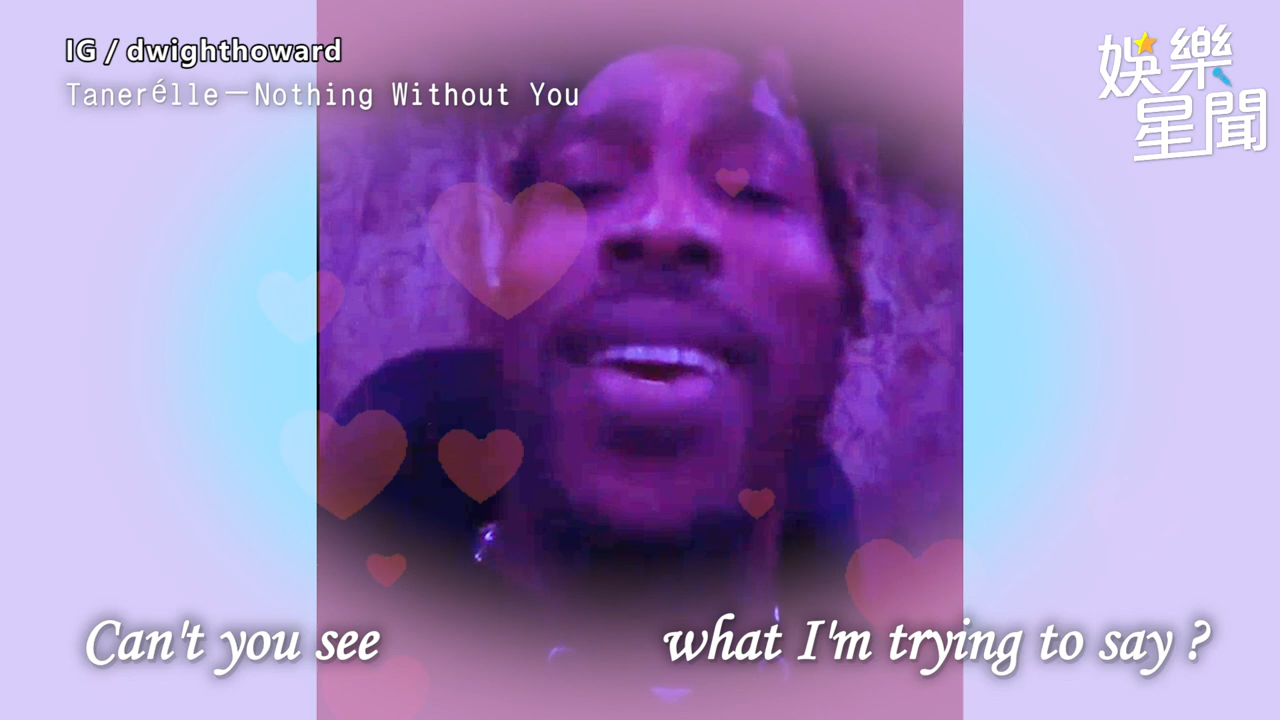 IG / dwighthoward
Tanerélle－Nothing Without You
娛樂
星聞
Can't you see what I'm trying to say ?